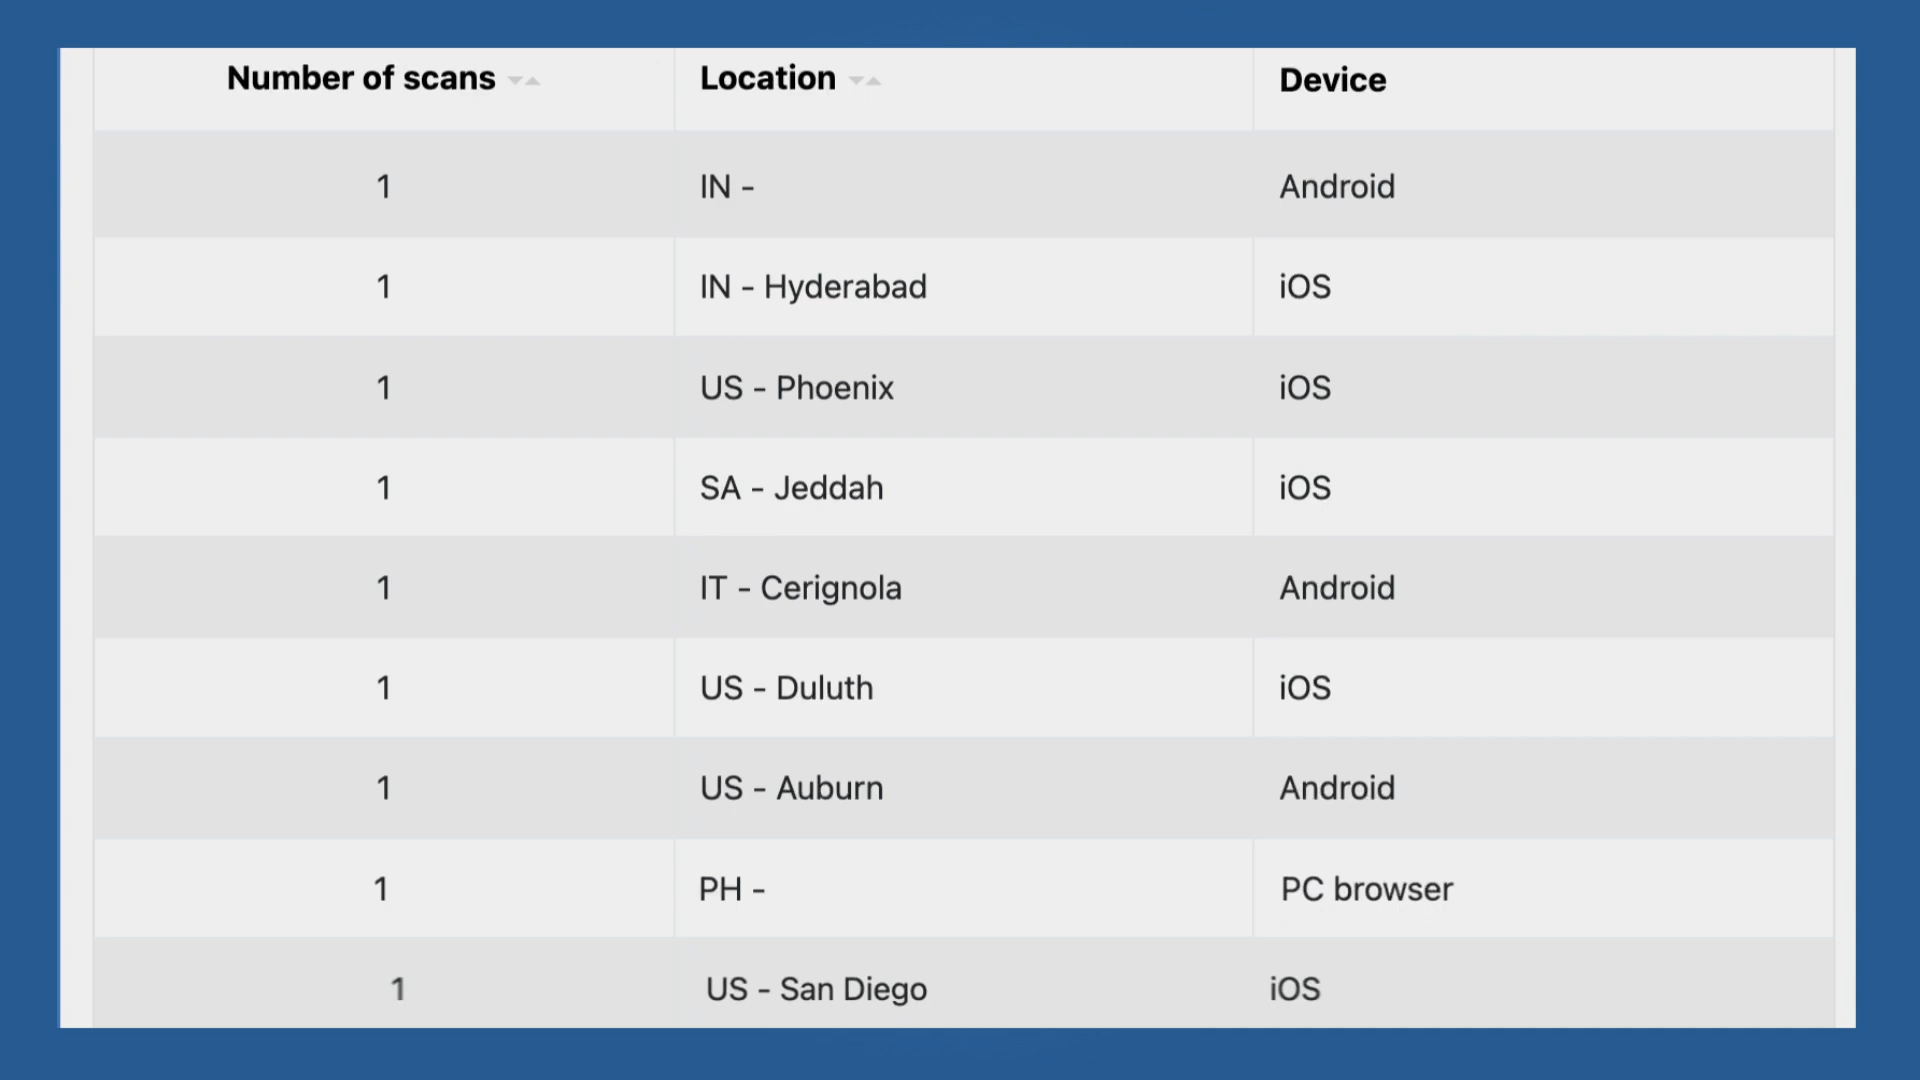 Number of scans Location Device
1 IN - Android
1 IN - Hyderabad iOS
1 US - Phoenix iOS
1 SA - Jeddah iOS
1 IT - Cerignola Android
1 US - Duluth iOS
1 US - Auburn Android
1 PH - PC browser
1 US - San Diego iOS